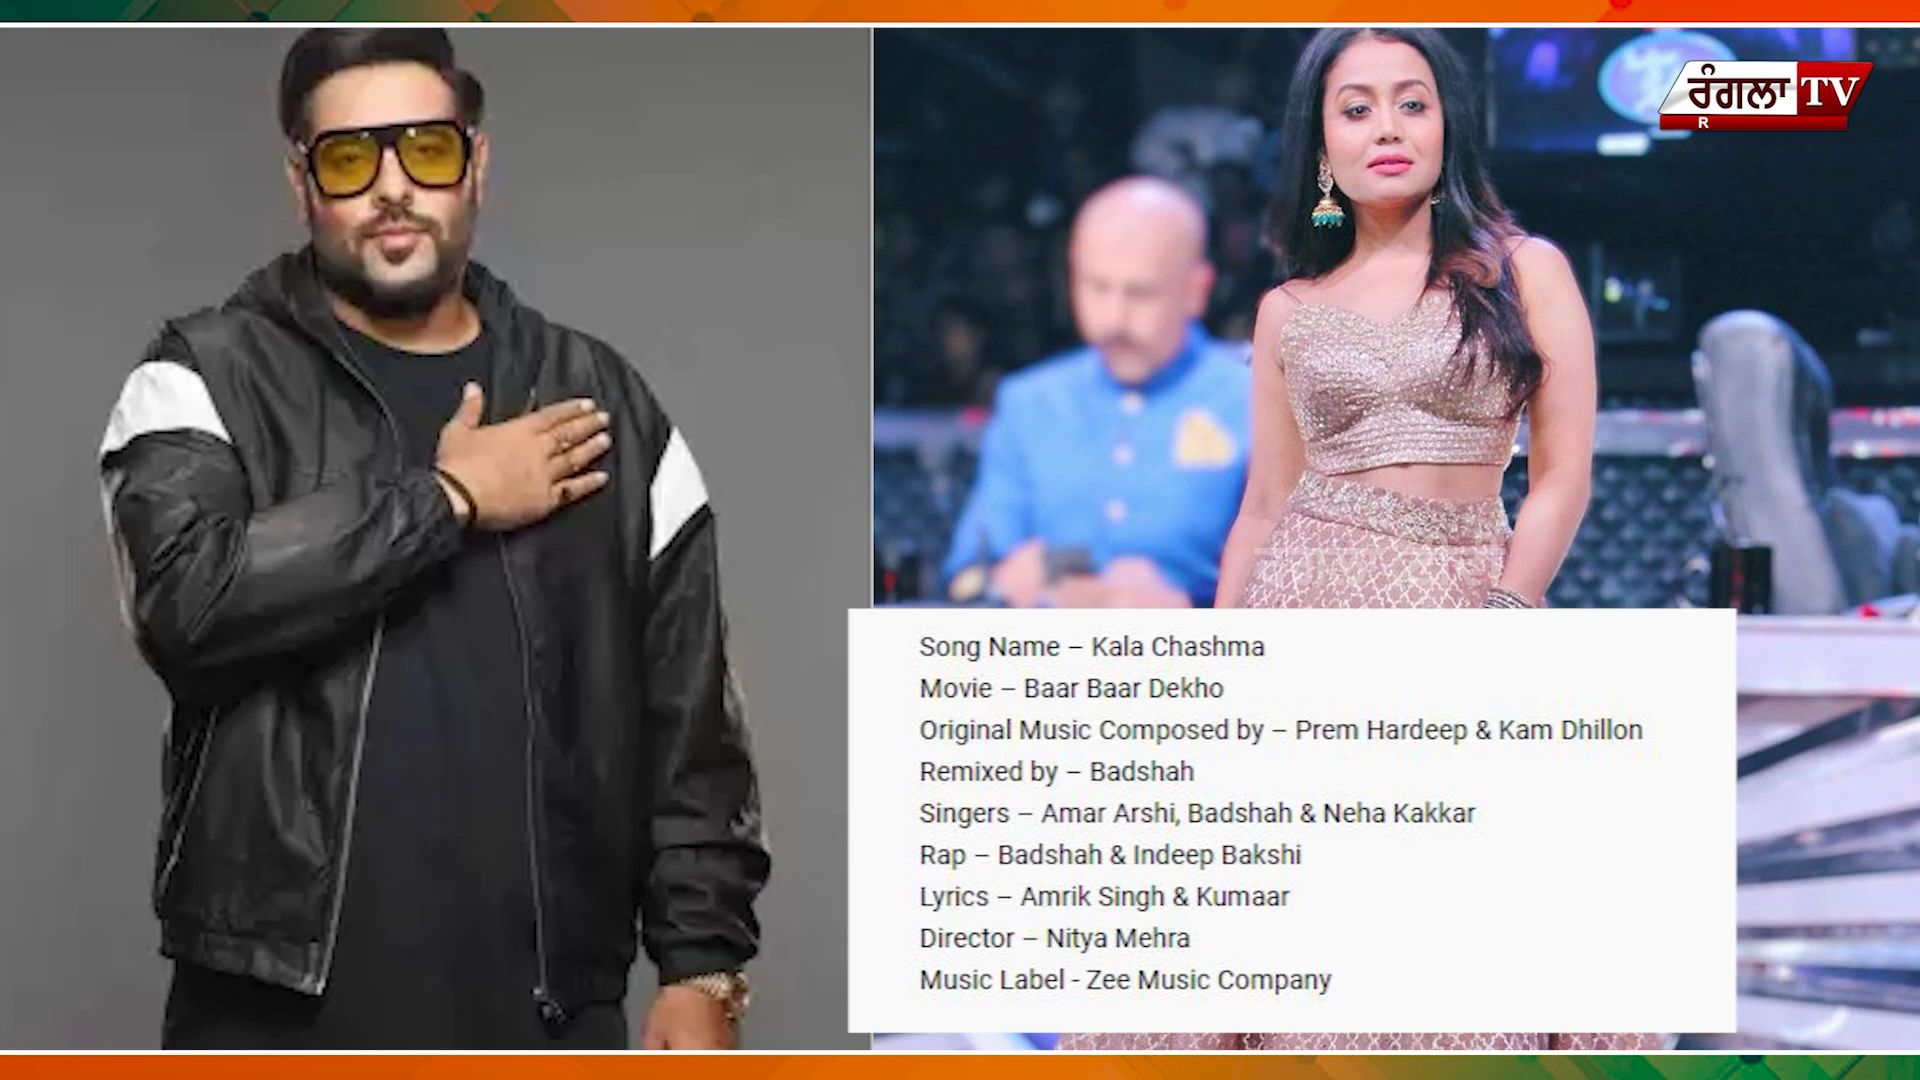 ਰੰਗਲਾ TV
R
Song Name – Kala Chashma
Movie – Baar Baar Dekho
Original Music Composed by – Prem Hardeep & Kam Dhillon
Remixed by – Badshah
Singers – Amar Arshi, Badshah & Neha Kakkar
Rap – Badshah & Indeep Bakshi
Lyrics – Amrik Singh & Kumaar
Director – Nitya Mehra
Music Label - Zee Music Company